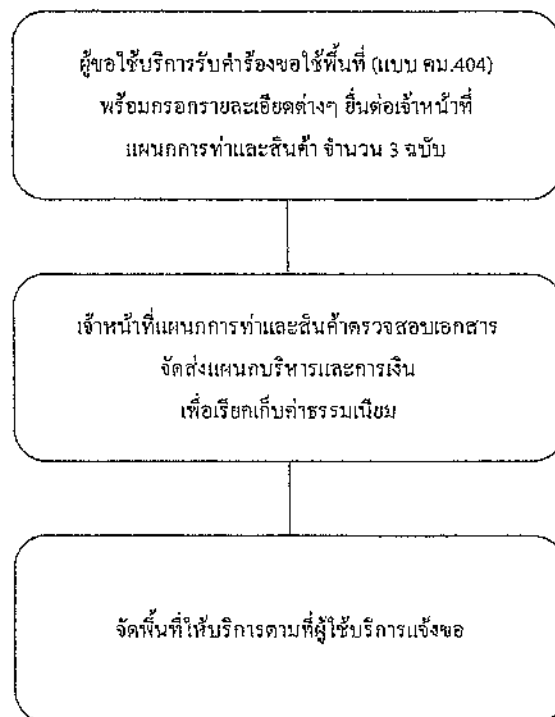 ผู้ขอใช้บริการรับคำร้องขอใช้พื้นที่ (แบบ คม.404)
พร้อมกรอกรายละเอียดต่างๆ ยื่นต่อเจ้าหน้าที่
แผนกการท่าและสินค้า จำนวน 3 ฉบับ
เจ้าหน้าที่แผนกการท่าและสินค้าตรวจสอบเอกสาร
จัดส่งแผนกบริหารและการเงิน
เพื่อเรียกเก็บค่าธรรมเนียม
จัดพื้นที่ให้บริการตามที่ผู้ใช้บริการแจ้งขอ